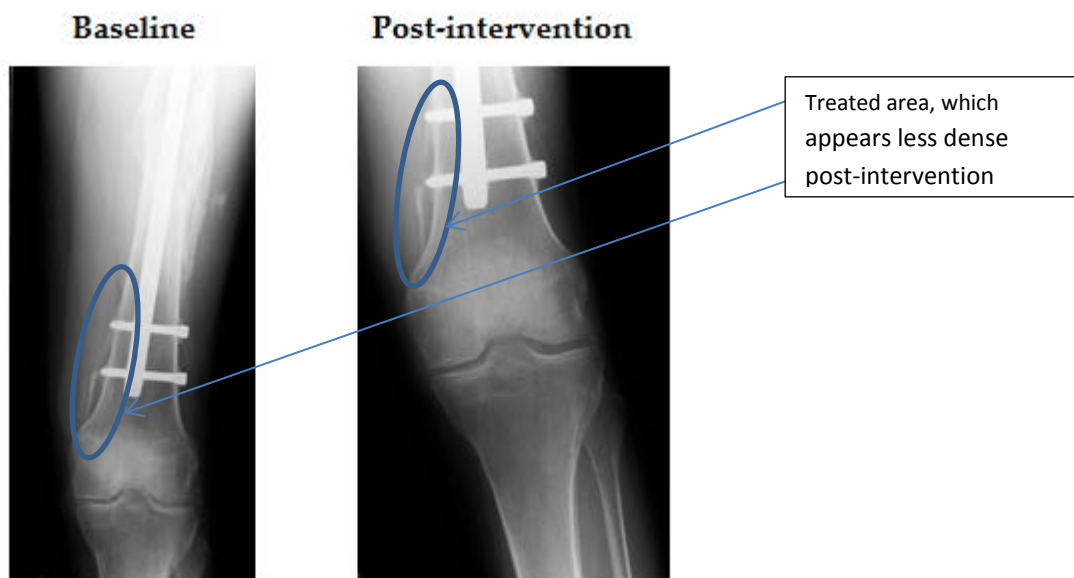 Baseline
Post-intervention
Treated area, which
appears less dense
post-intervention